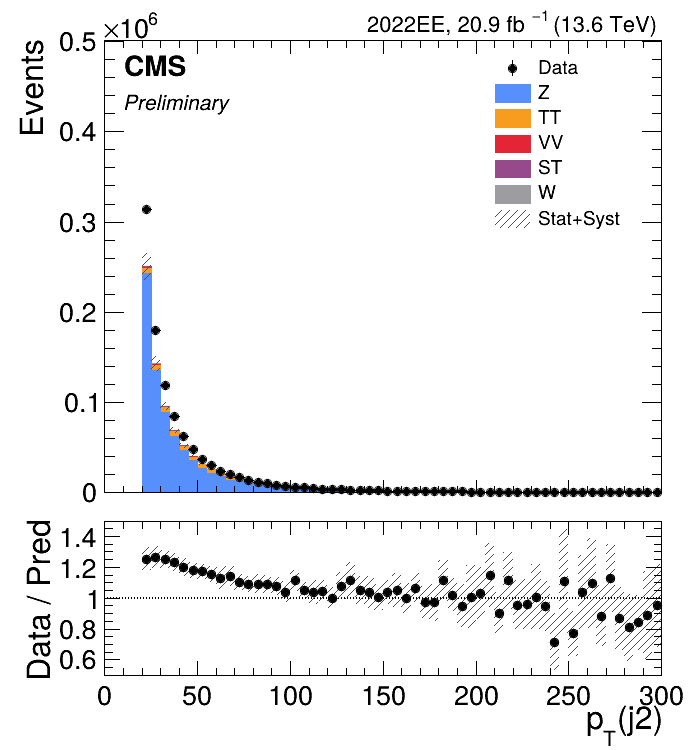 ×10^6
2022EE, 20.9 fb^-1 (13.6 TeV)
Events
CMS
Preliminary
Data
Z
TT
VV
ST
W
Stat+Syst
0.5
0.4
0.3
0.2
0.1
0
Data / Pred
1.4
1.2
1
0.8
0.6
0 50 100 150 200 250 300
p_T(j2)